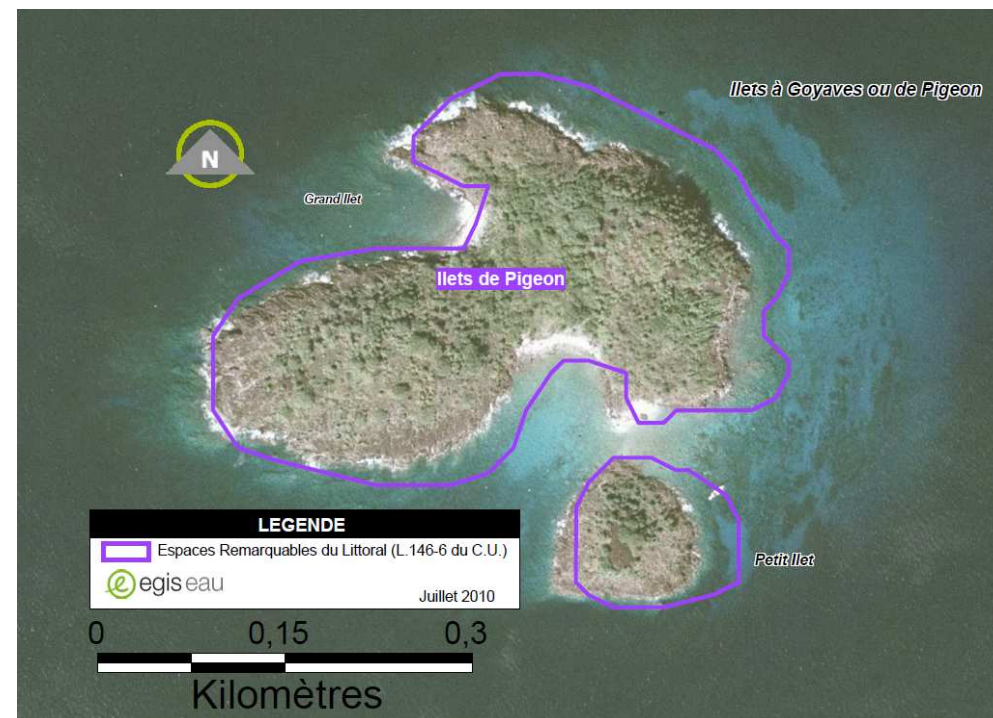 Ilets à Goyaves ou de Pigeon
N
Grand Ilet
Ilets de Pigeon
LEGENDE
Espaces Remarquables du Littoral (L.146-6 du C.U.)
e egis eau
Juillet 2010
Petit Ilet
0 0,15 0,3
Kilomètres